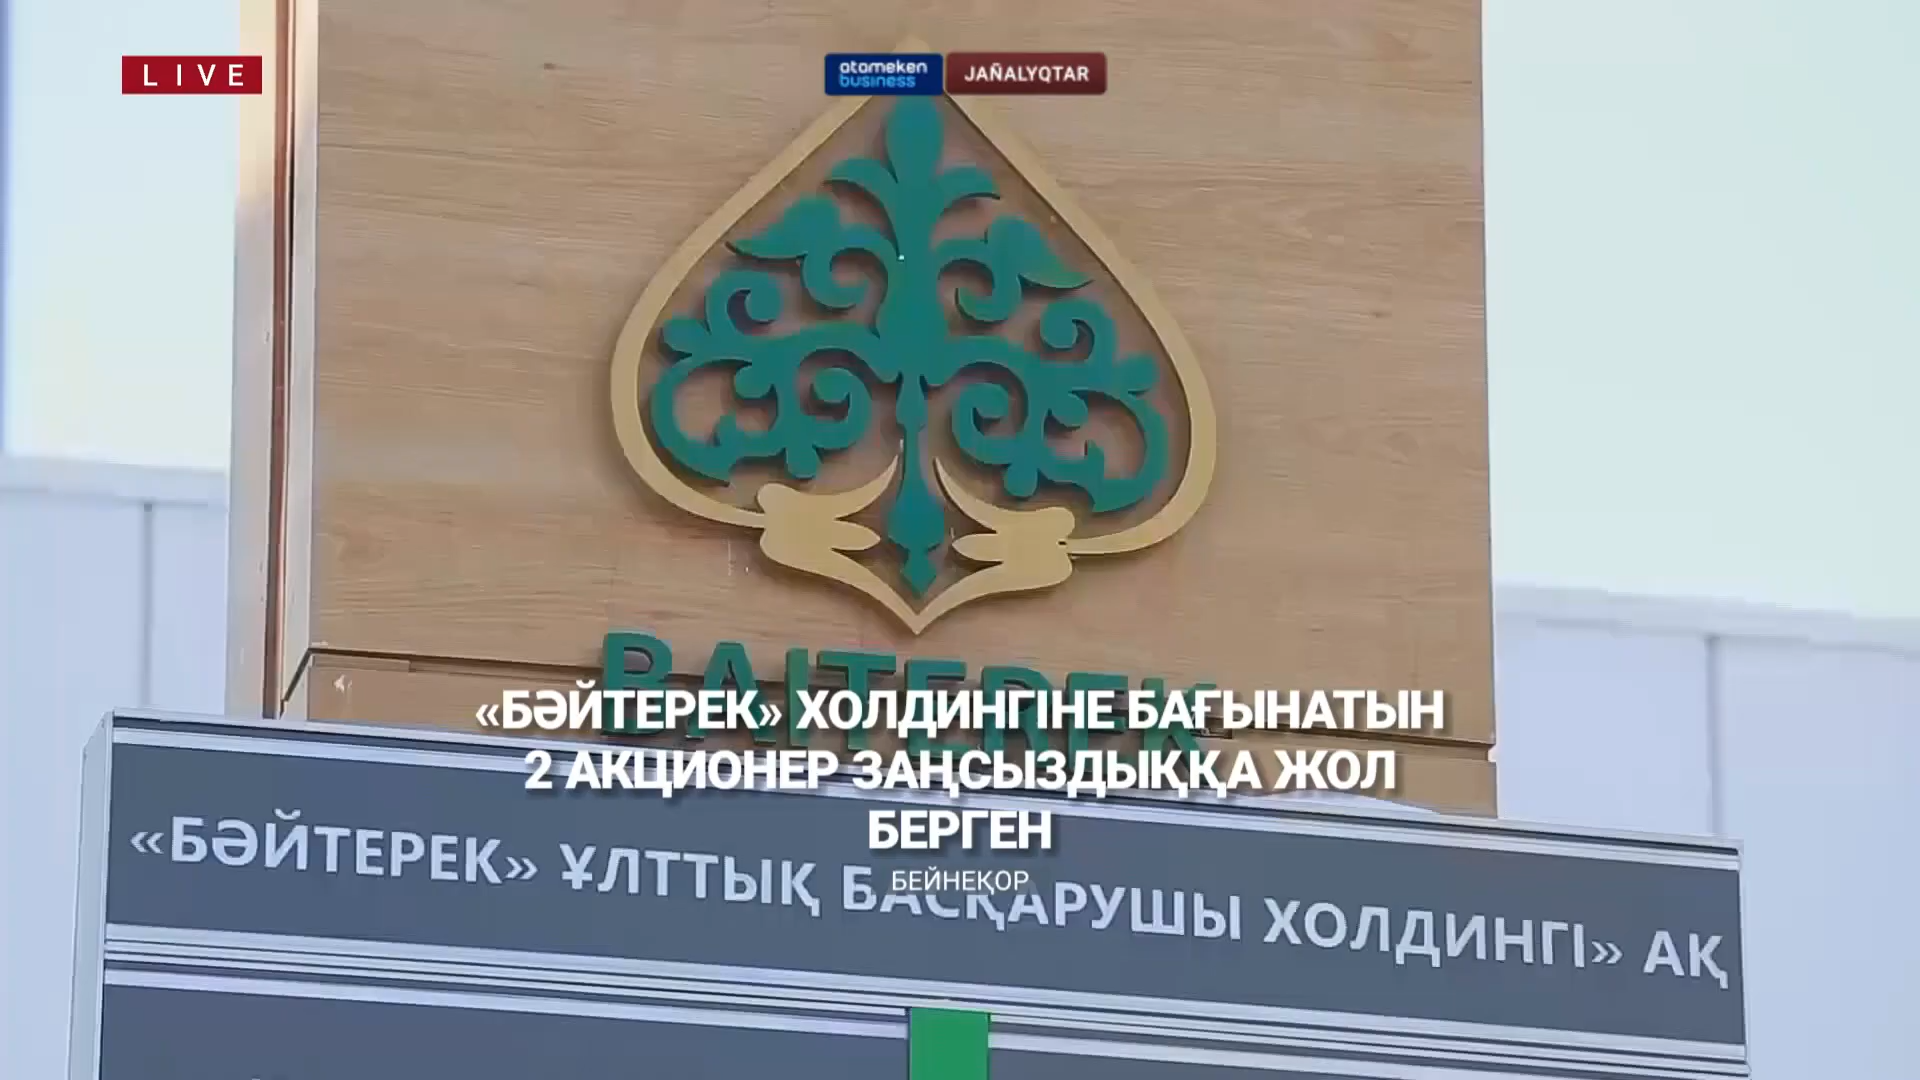 LIVE
atameken
business
JAÑALYQTAR
BAITEREK
«БӘЙТЕРЕК» ХОЛДИНГІНЕ БАҒЫНАТЫН
2 АКЦИОНЕР ЗАҢСЫЗДЫҚҚА ЖОЛ
БЕРГЕН
БЕЙНЕҚОР
«БӘЙТЕРЕК» ҰЛТТЫҚ БАСҚАРУШЫ ХОЛДИНГІ» АҚ